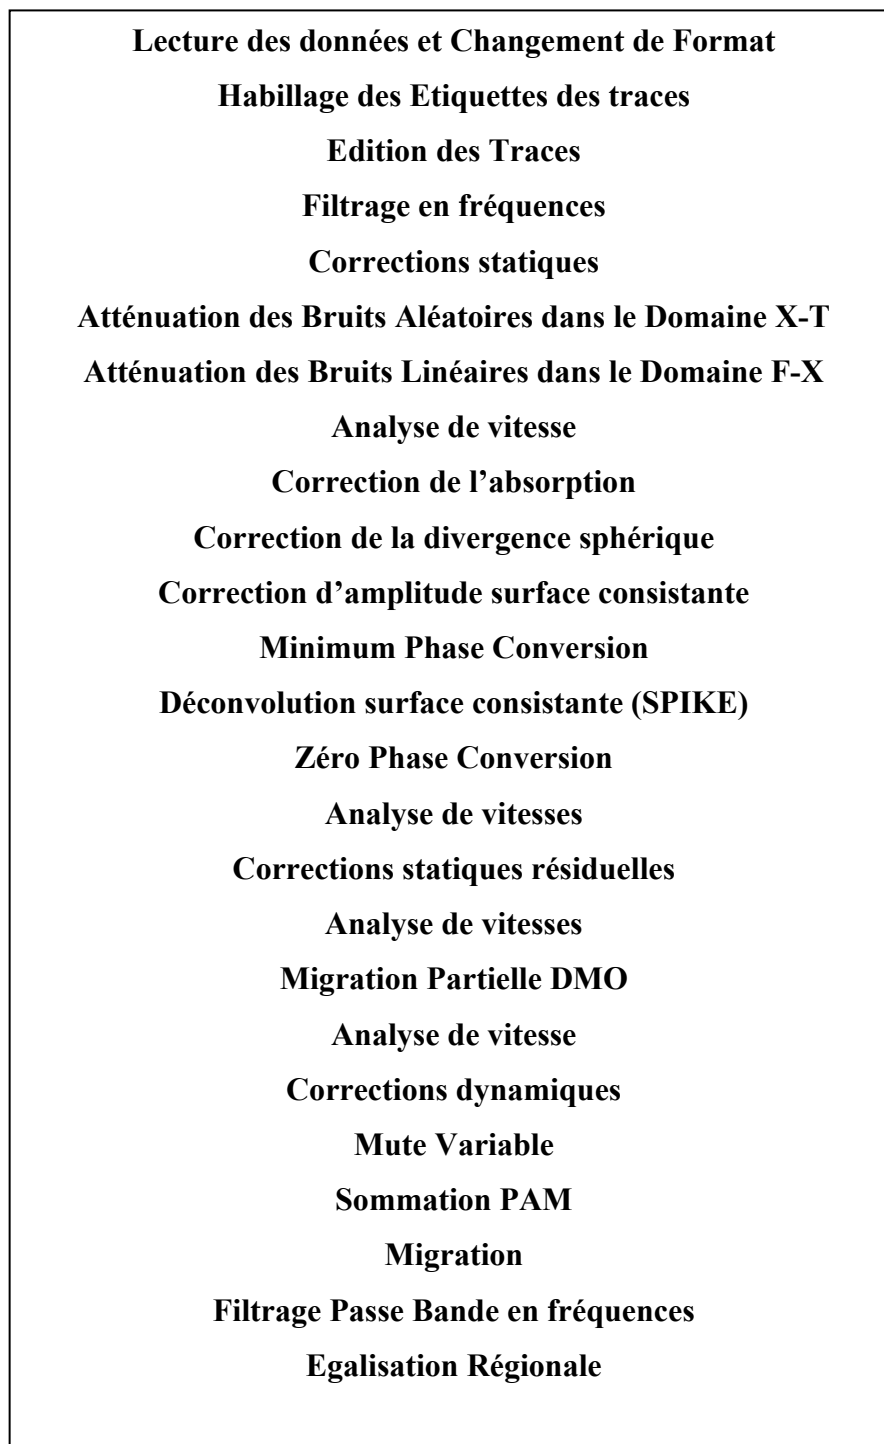 Lecture des données et Changement de Format
Habillage des Etiquettes des traces
Edition des Traces
Filtrage en fréquences
Corrections statiques
Atténuation des Bruits Aléatoires dans le Domaine X-T
Atténuation des Bruits Linéaires dans le Domaine F-X
Analyse de vitesse
Correction de l’absorption
Correction de la divergence sphérique
Correction d’amplitude surface consistante
Minimum Phase Conversion
Déconvolution surface consistante (SPIKE)
Zéro Phase Conversion
Analyse de vitesses
Corrections statiques résiduelles
Analyse de vitesses
Migration Partielle DMO
Analyse de vitesse
Corrections dynamiques
Mute Variable
Sommation PAM
Migration
Filtrage Passe Bande en fréquences
Egalisation Régionale